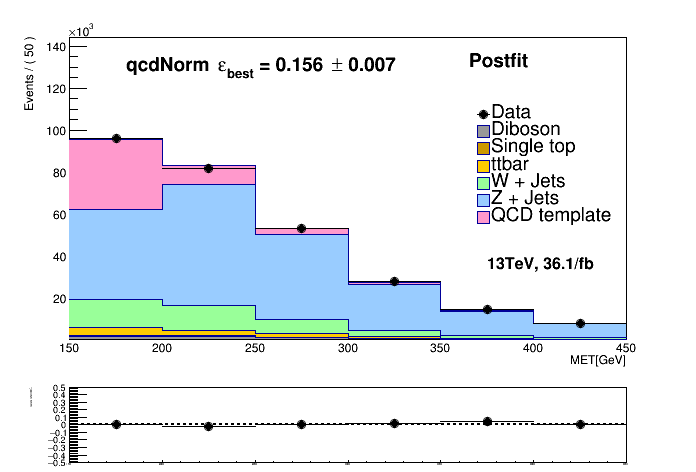 ×10³
Events / ( 50 )
140
120
100
80
60
40
20
qcdNorm ε_best = 0.156 ± 0.007
Postfit
Data
Diboson
Single top
ttbar
W + Jets
Z + Jets
QCD template
13TeV, 36.1/fb
150 200 250 300 350 400 450
MET[GeV]
0.5
0.4
0.3
0.2
0.1
0
−0.1
−0.2
−0.3
−0.4
−0.5